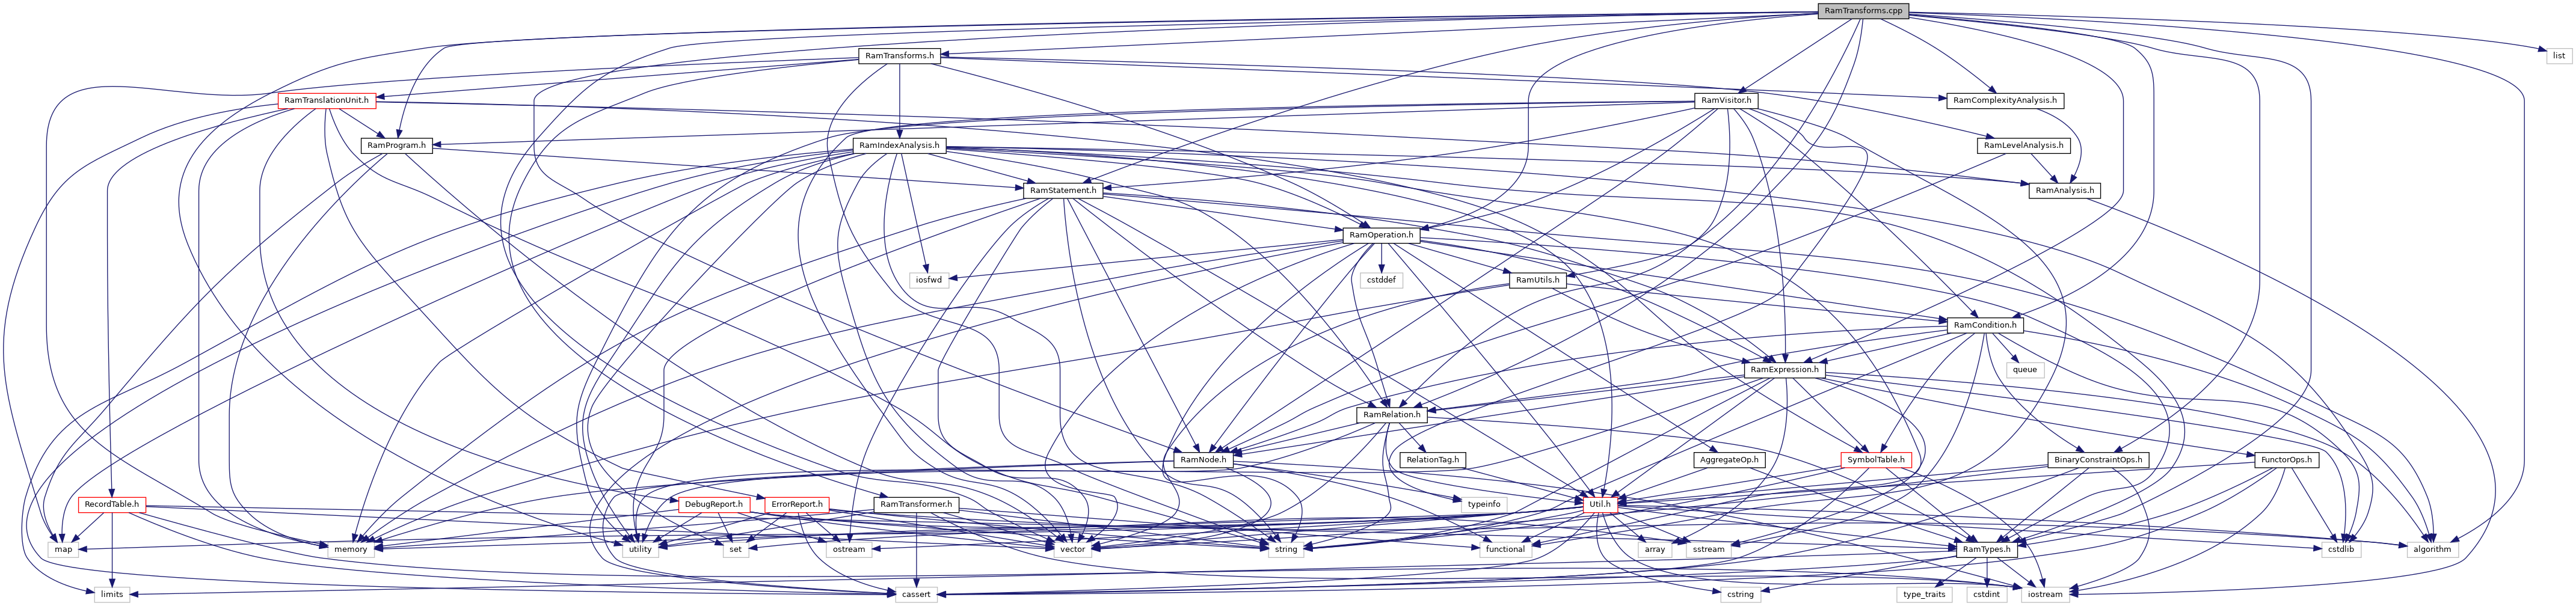 RamTransforms.cpp
RamTransforms.h
list
RamTranslationUnit.h
RamVisitor.h
RamComplexityAnalysis.h
RamProgram.h
RamIndexAnalysis.h
RamLevelAnalysis.h
RamStatement.h
RamAnalysis.h
RamOperation.h
iosfwd
cstddef
RamUtils.h
RamCondition.h
RamExpression.h
queue
RamRelation.h
RamNode.h
RelationTag.h
AggregateOp.h
SymbolTable.h
BinaryConstraintOps.h
FunctorOps.h
RecordTable.h
DebugReport.h
ErrorReport.h
RamTransformer.h
typeinfo
Util.h
map
memory
utility
set
ostream
vector
string
functional
array
sstream
RamTypes.h
cstdlib
algorithm
limits
cassert
cstring
type_traits
cstdint
iostream